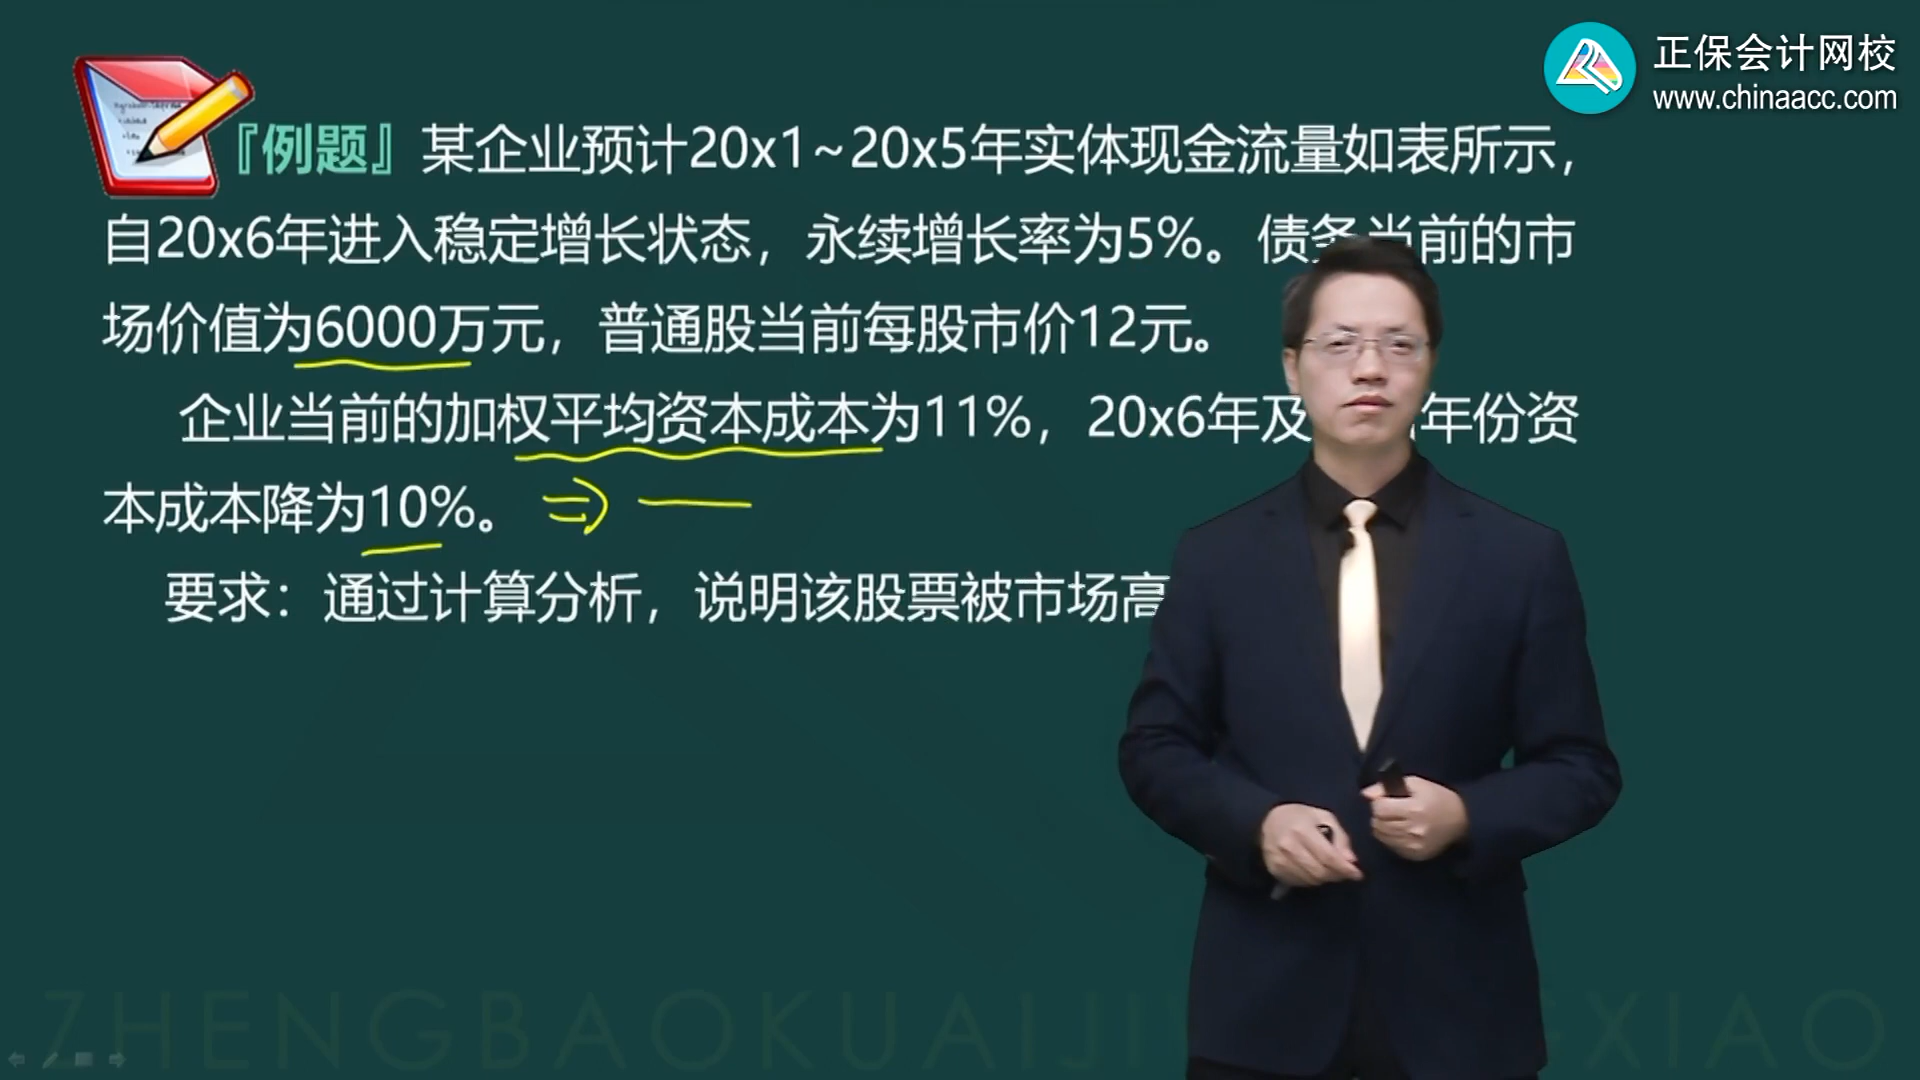 正保会计网校
www.chinaacc.com
『例题』某企业预计20x1~20x5年实体现金流量如表所示，
自20x6年进入稳定增长状态，永续增长率为5%。债务当前的市
场价值为6000万元，普通股当前每股市价12元。
企业当前的加权平均资本成本为11%，20x6年及 年份资
本成本降为10%。
要求：通过计算分析，说明该股票被市场高